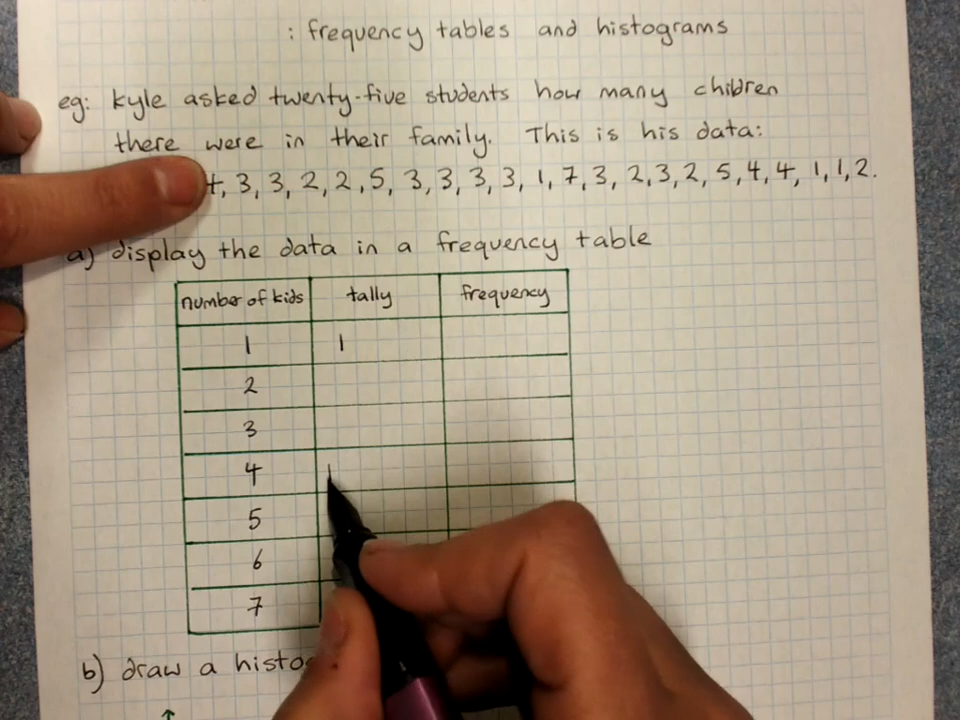 : frequency tables and histograms
eg: Kyle asked twenty-five students how many children
there were in their family. This is his data:
4, 3, 3, 2, 2, 5, 3, 3, 3, 3, 1, 7, 3, 2, 3, 2, 5, 4, 4, 1, 1, 2.
a) display the data in a frequency table
number of kids tally frequency
1 |
2
3
4 |
5
6
7
b) draw a histo